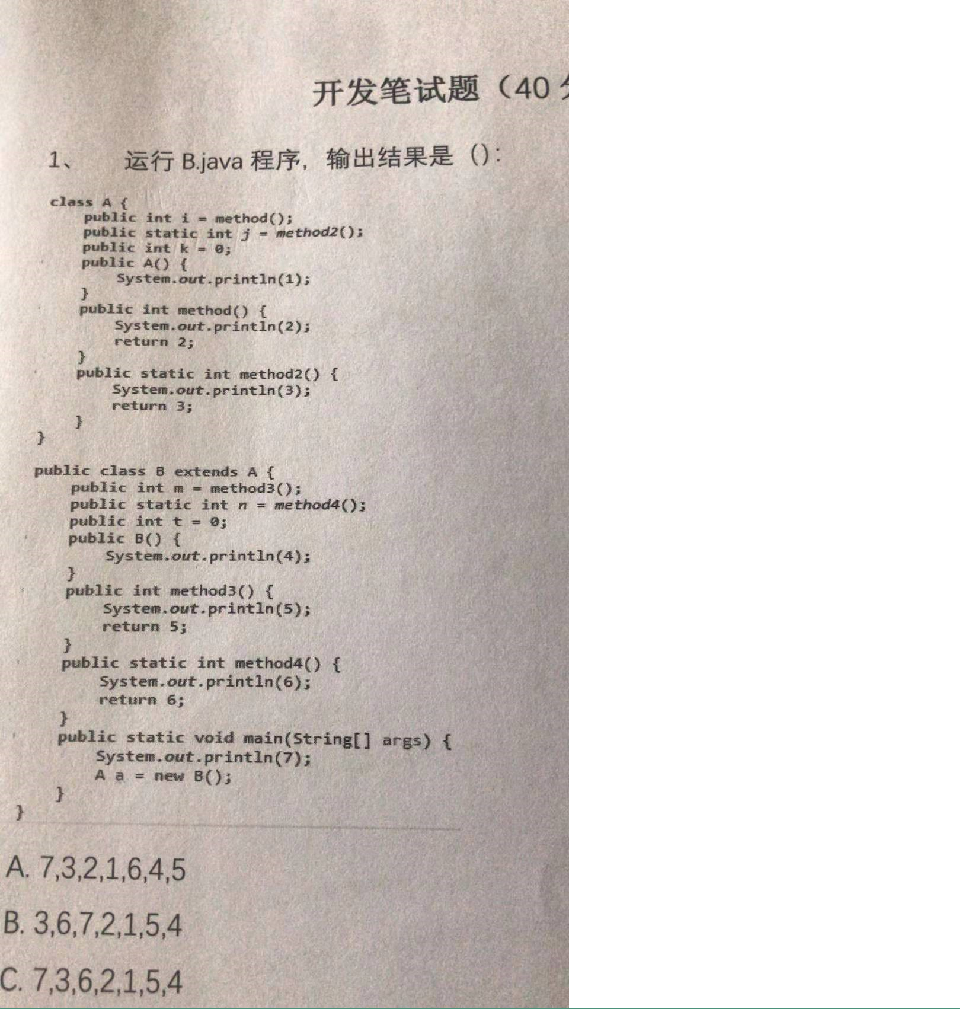 开发笔试题（40
1、 运行 B.java 程序，输出结果是（）：
class A {
public int i = method();
public static int j = method2();
public int k = 0;
public A() {
System.out.println(1);
}
public int method() {
System.out.println(2);
return 2;
}
public static int method2() {
System.out.println(3);
return 3;
}
}
public class B extends A {
public int m = method3();
public static int n = method4();
public int t = 0;
public B() {
System.out.println(4);
}
public int method3() {
System.out.println(5);
return 5;
}
public static int method4() {
System.out.println(6);
return 6;
}
public static void main(String[] args) {
System.out.println(7);
A a = new B();
}
}
A. 7,3,2,1,6,4,5
B. 3,6,7,2,1,5,4
C. 7,3,6,2,1,5,4